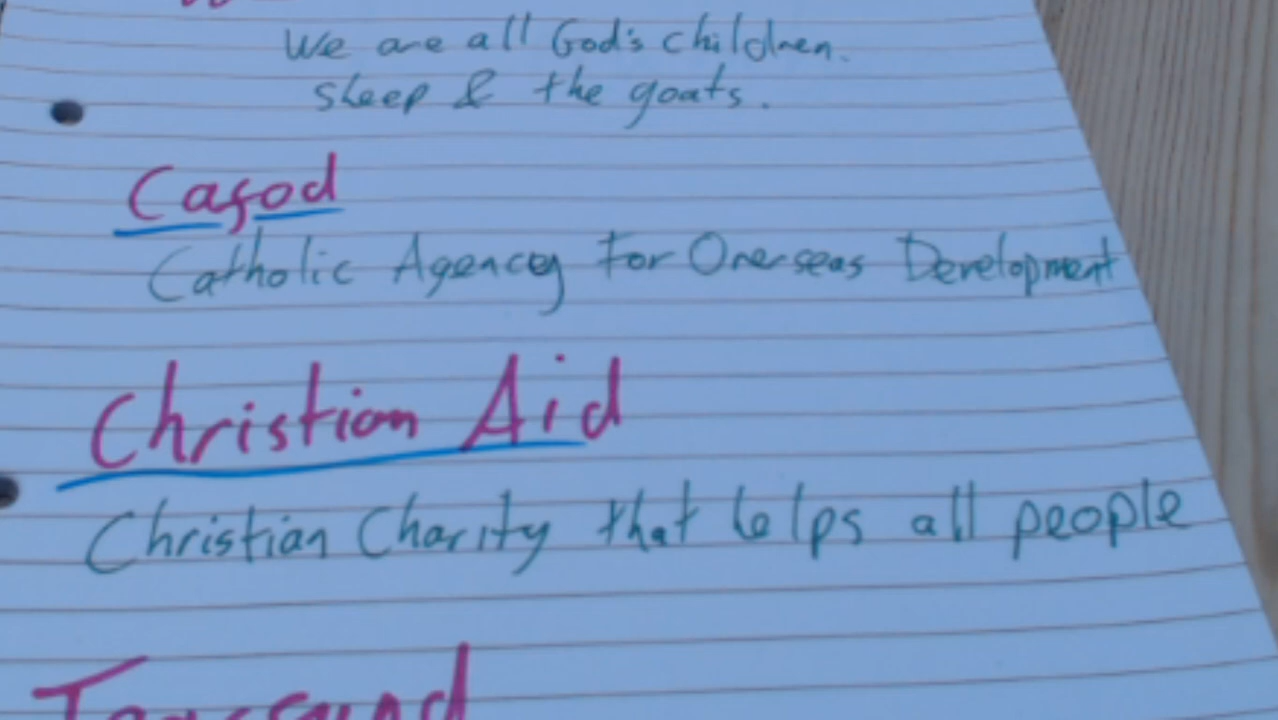 We are all God's children.
sheep & the goats.
Cafod
Catholic Agency For Overseas Development
Christian Aid
Christian Charity that helps all people
Tearfund